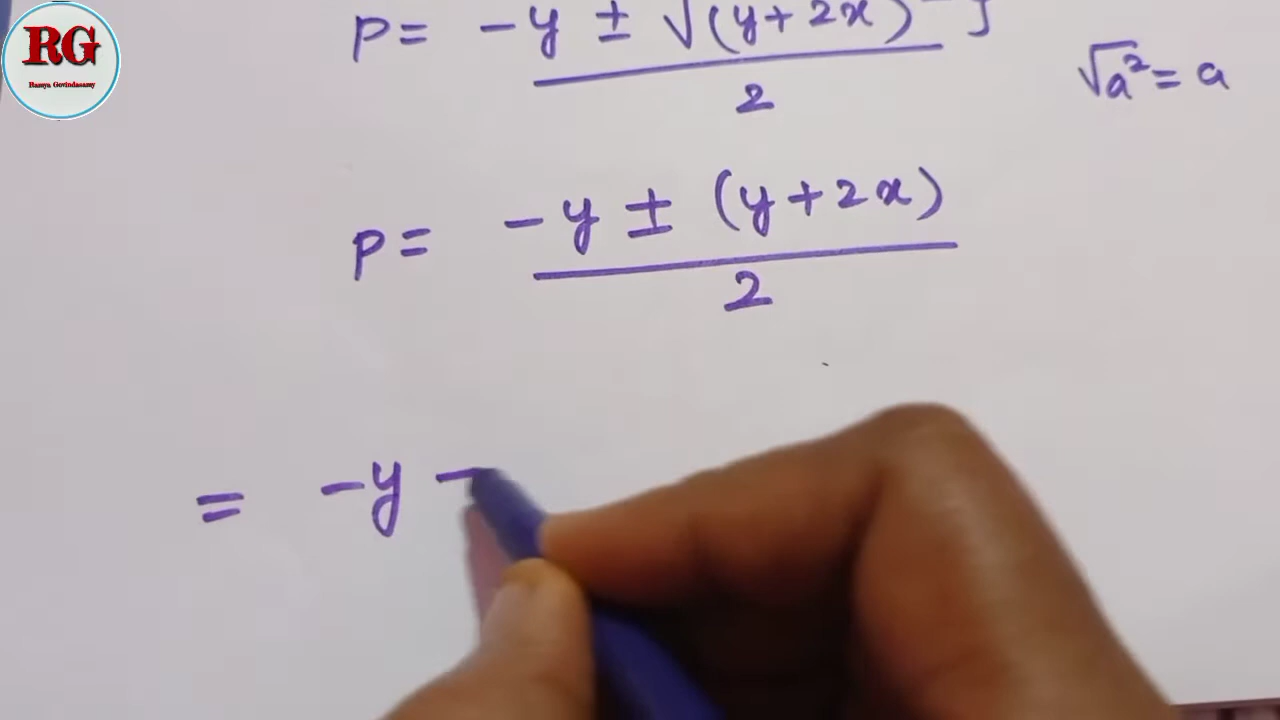 RG
Ramya Govindasamy
p = -y ± √(y+2x)
2
√a² = a
p = -y ± (y+2x)
2
= -y